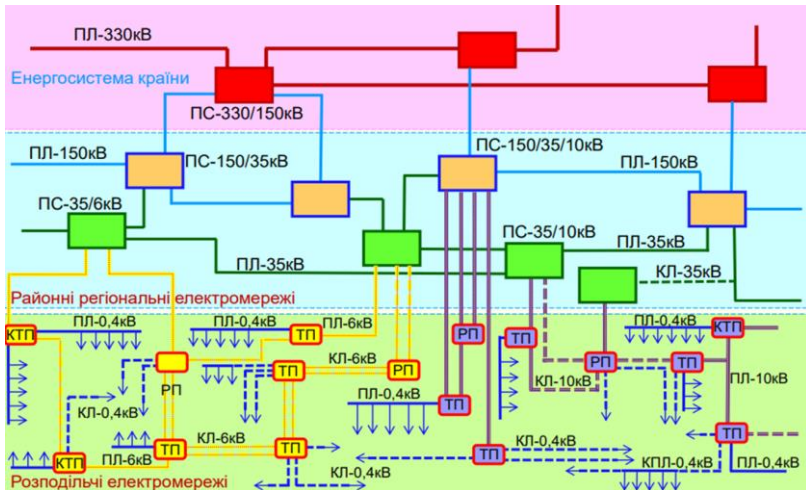 ПЛ-330кВ
Енергосистема країни
ПС-330/150кВ
ПЛ-150кВ
ПС-150/35кВ
ПС-150/35/10кВ
ПЛ-150кВ
ПС-35/6кВ
ПС-35/10кВ
ПЛ-35кВ
ПЛ-35кВ
КЛ-35кВ
Районні регіональні електромережі
КТП
ПЛ-0,4кВ
ПЛ-0,4кВ
ТП
ПЛ-6кВ
РП
ТП
ПЛ-0,4кВ
КТП
РП
ТП
КЛ-6кВ
РП
РП
ТП
КЛ-10кВ
ПЛ-10кВ
КЛ-0,4кВ
ПЛ-0,4кВ
ТП
ТП
КЛ-6кВ
ТП
ТП
КЛ-0,4кВ
ТП
КТП
ПЛ-6кВ
КЛ-0,4кВ
КПЛ-0,4кВ
ПЛ-0,4кВ
Розподільчі електромережі